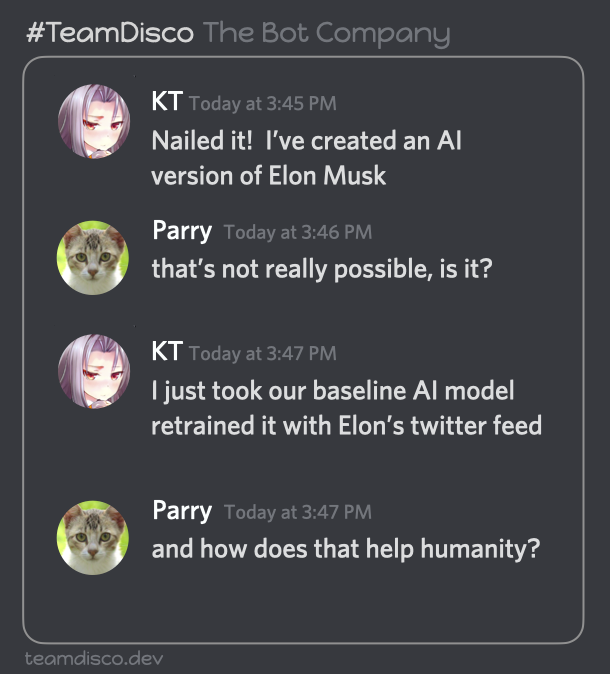 #TeamDisco The Bot Company
KT Today at 3:45 PM
Nailed it!  I’ve created an AI
version of Elon Musk
Parry Today at 3:46 PM
that’s not really possible, is it?
KT Today at 3:47 PM
I just took our baseline AI model
retrained it with Elon’s twitter feed
Parry Today at 3:47 PM
and how does that help humanity?
teamdisco.dev